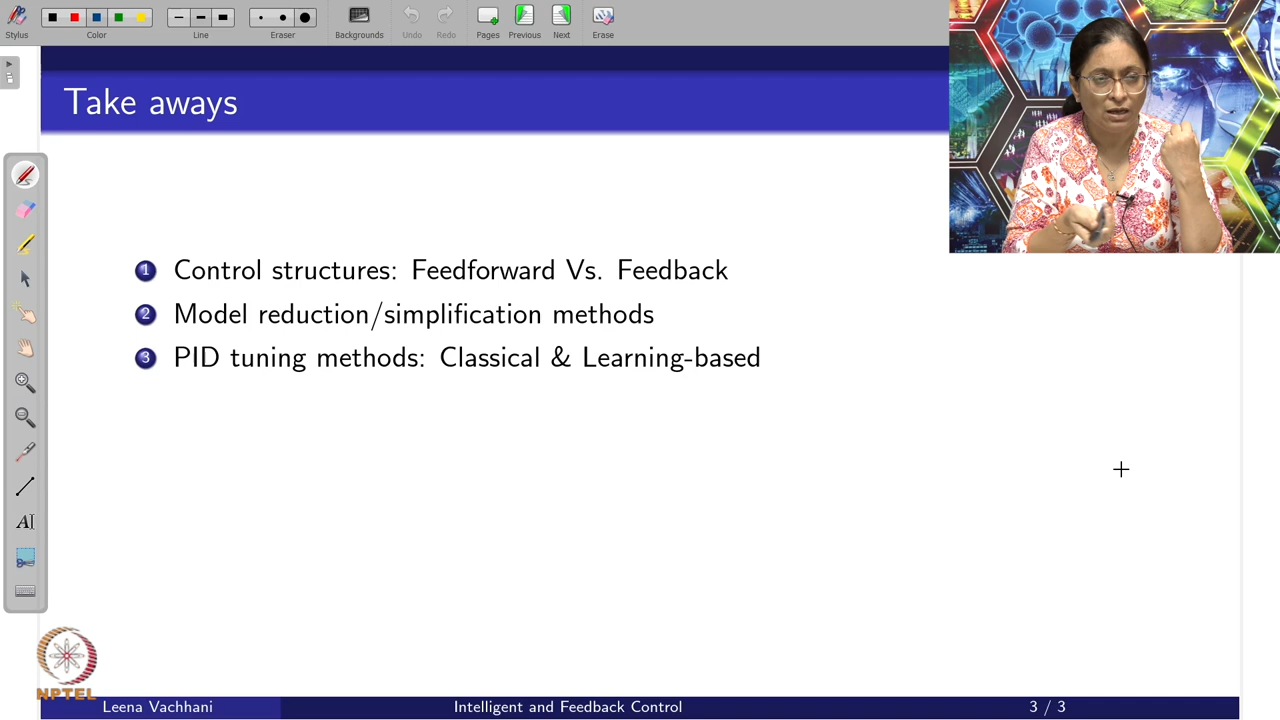 Stylus
Color
Line
Eraser
Backgrounds
Undo
Redo
Pages
Previous
Next
Erase
Take aways
1 Control structures: Feedforward Vs. Feedback
2 Model reduction/simplification methods
3 PID tuning methods: Classical & Learning-based
AI
NPTEL
Leena Vachhani
Intelligent and Feedback Control
3 / 3